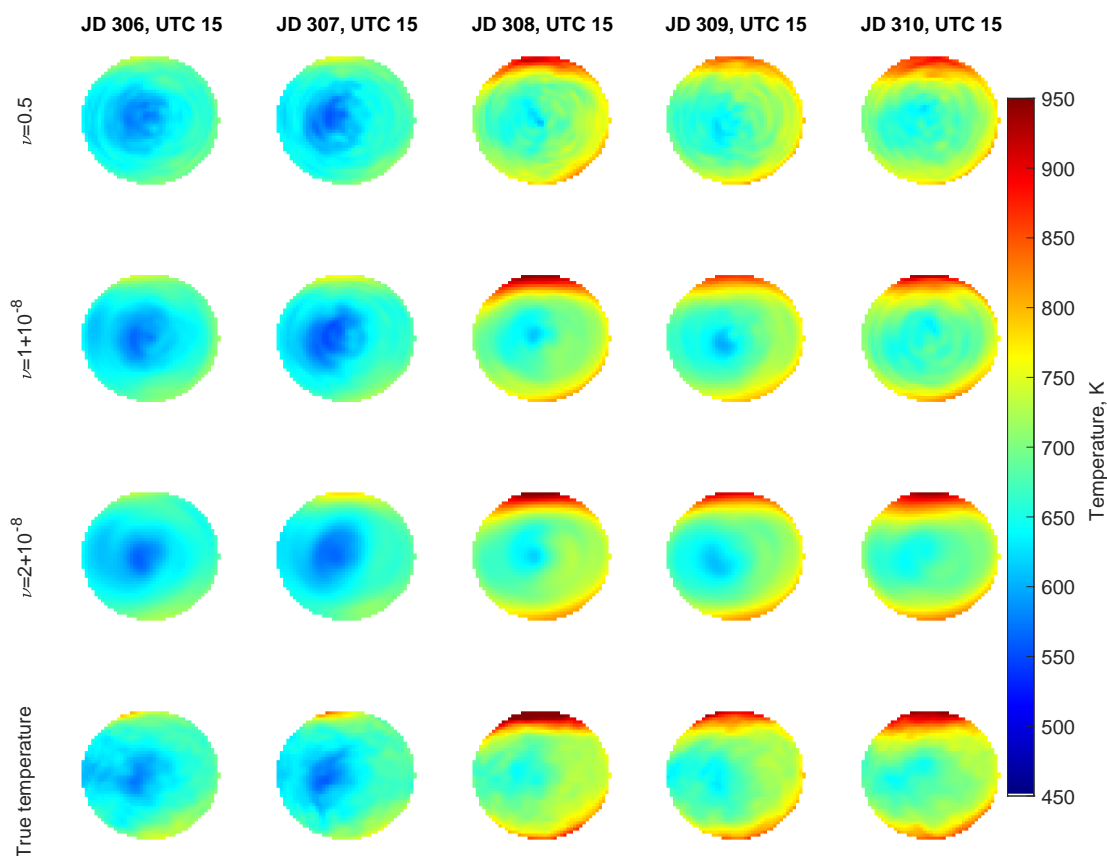 JD 306, UTC 15
JD 307, UTC 15
JD 308, UTC 15
JD 309, UTC 15
JD 310, UTC 15
ν=0.5
ν=1+10-8
ν=2+10-8
True temperature
950
900
850
800
750
700
650
600
550
500
450
Temperature, K